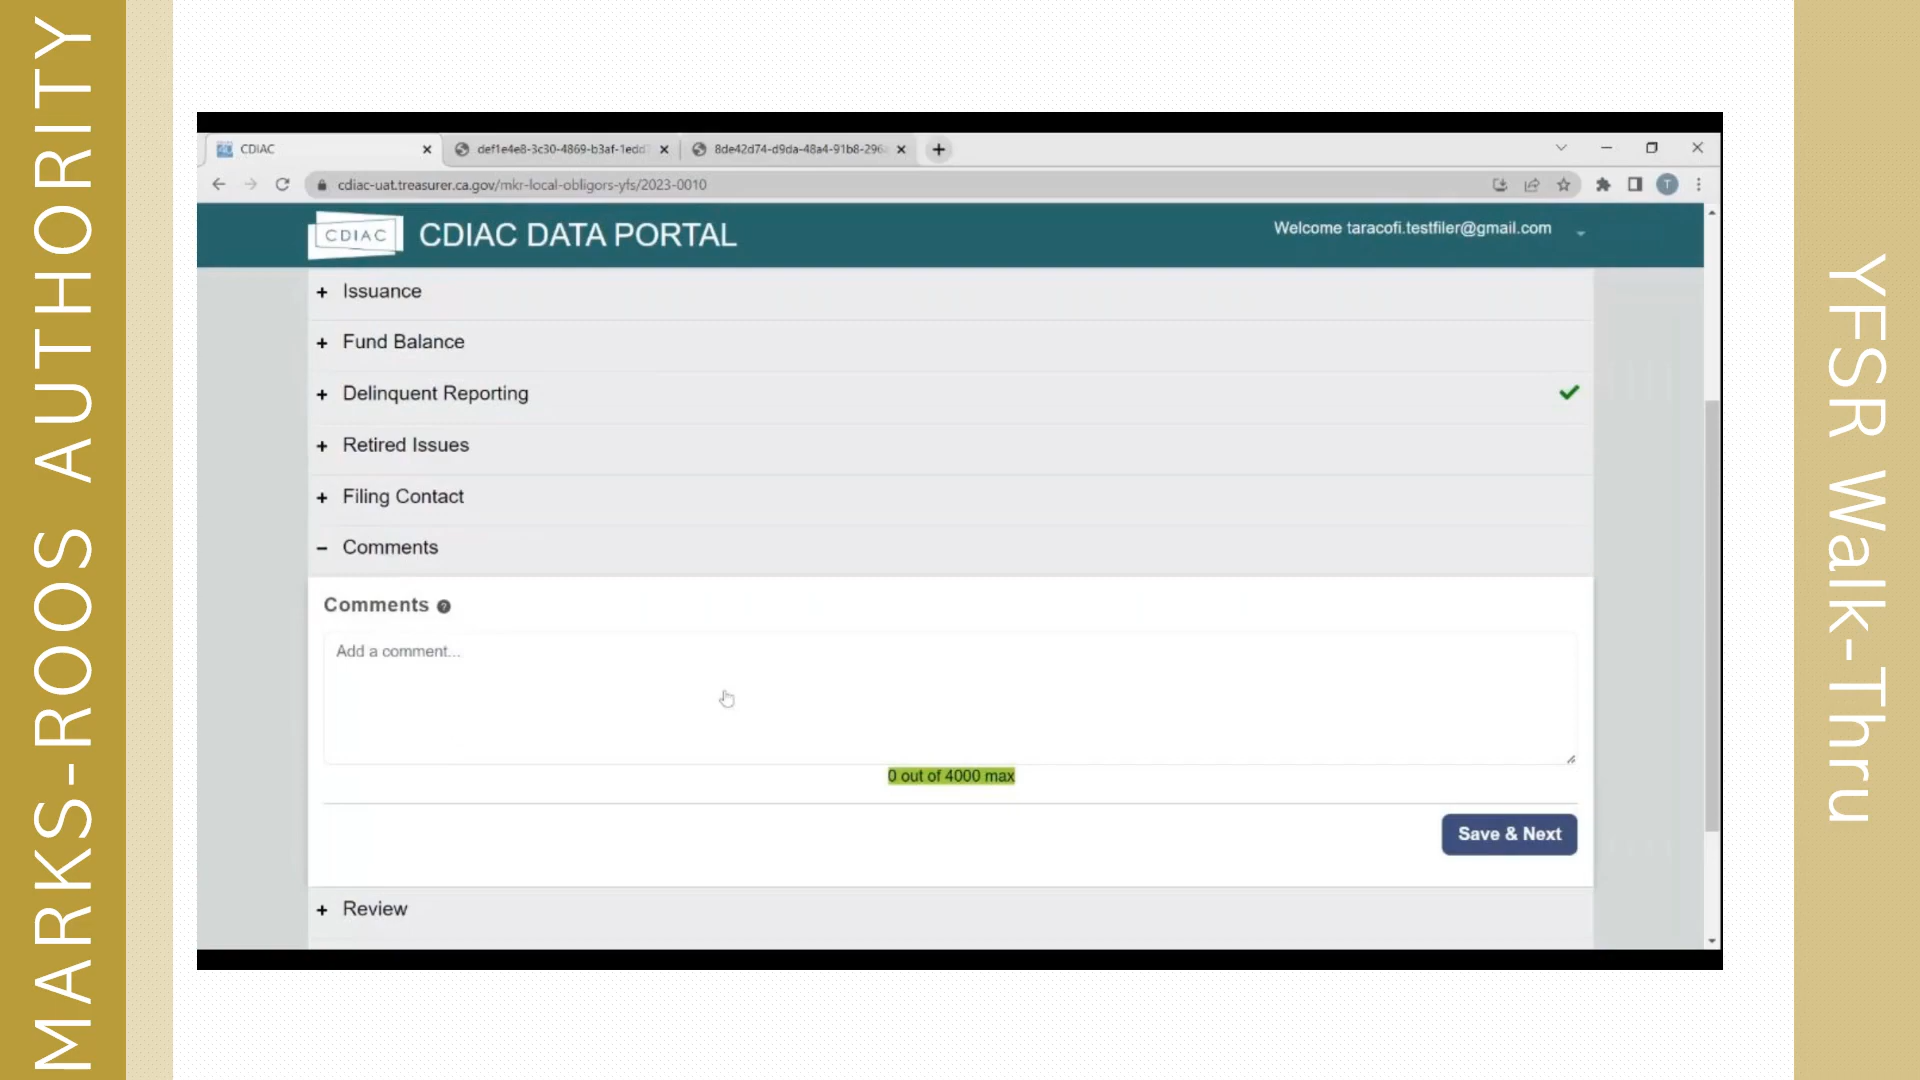 MARKS-ROOS AUTHORITY
CDIAC
def1e4e8-3c30-4869-b3af-1edd
8de42d74-d9da-48a4-91b8-296
cdiac-uat.treasurer.ca.gov/mkr-local-obligors-yfs/2023-0010
T
CDIAC
CDIAC DATA PORTAL
Welcome taracofi.testfiler@gmail.com
+ Issuance
+ Fund Balance
+ Delinquent Reporting
+ Retired Issues
+ Filing Contact
– Comments
Comments
Add a comment...
0 out of 4000 max
Save & Next
+ Review
YFSR Walk-Thru